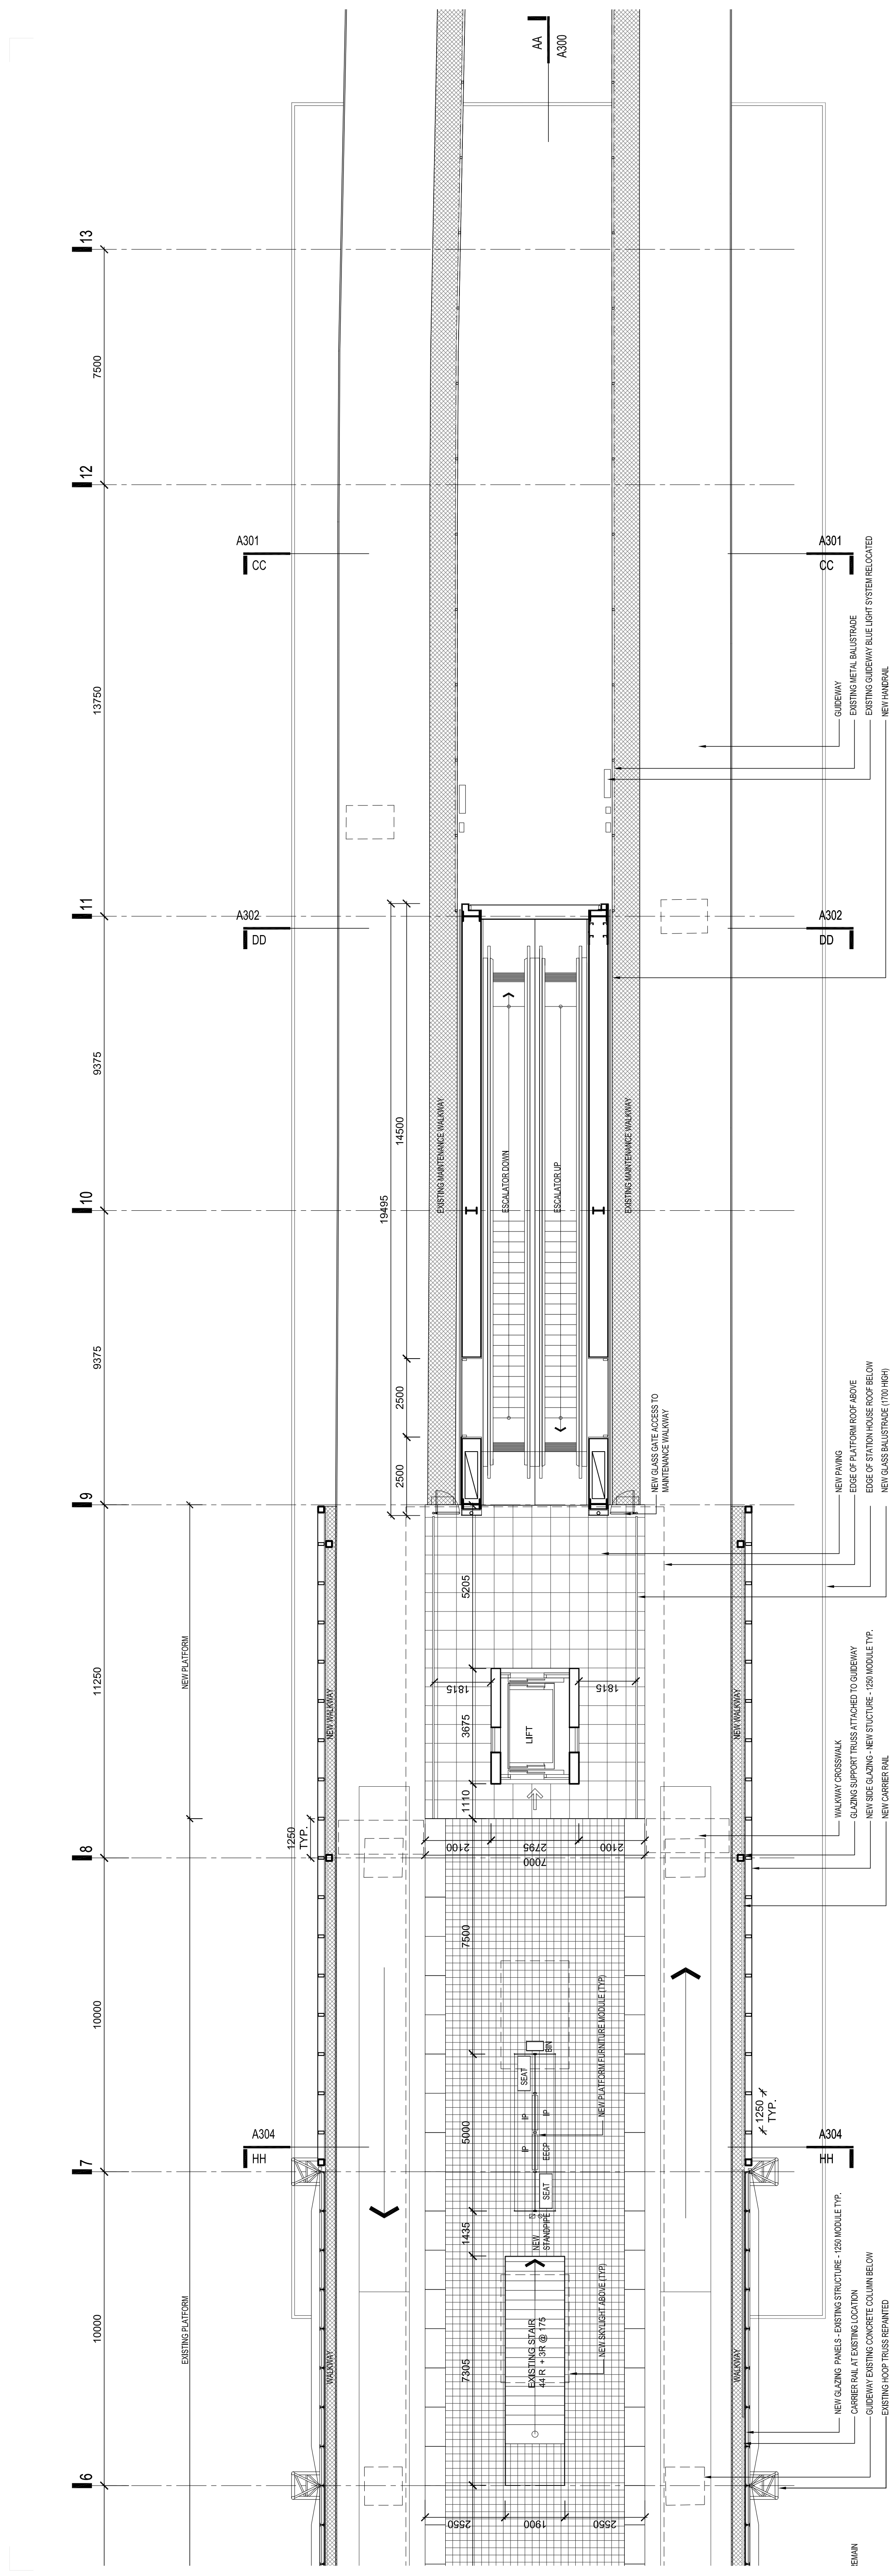 AA
A300
13
7500
12
A301
CC
A301
CC
13750
GUIDEWAY
EXISTING METAL BALUSTRADE
EXISTING GUIDEWAY BLUE LIGHT SYSTEM RELOCATED
NEW HANDRAIL
11
A302
DD
A302
DD
9375
19495
14500
EXISTING MAINTENANCE WALKWAY
ESCALATOR DOWN
ESCALATOR UP
EXISTING MAINTENANCE WALKWAY
10
9375
2500
2500
NEW GLASS GATE ACCESS TO
MAINTENANCE WALKWAY
9
NEW PAVING
EDGE OF PLATFORM ROOF ABOVE
EDGE OF STATION HOUSE ROOF BELOW
NEW GLASS BALUSTRADE (1700 HIGH)
11250
NEW PLATFORM
NEW WALKWAY
5205
1815
3675
LIFT
1815
1110
NEW WALKWAY
WALKWAY CROSSWALK
GLAZING SUPPORT TRUSS ATTACHED TO GUIDEWAY
NEW SIDE GLAZING - NEW STUCTURE - 1250 MODULE TYP.
NEW CARRIER RAIL
1250
TYP.
8
2100
2795
2100
7000
7500
10000
BIN
SEAT
IP
IP
IP
EECP
SEAT
5000
NEW PLATFORM FURNITURE MODULE (TYP)
1250
TYP.
A304
HH
A304
HH
7
1435
NEW
STANDPIPE
10000
EXISTING PLATFORM
WALKWAY
7305
EXISTING STAIR
44 R + 3R @ 175
NEW SKYLIGHT ABOVE (TYP)
WALKWAY
NEW GLAZING PANELS - EXISTING STRUCTURE - 1250 MODULE TYP.
CARRIER RAIL AT EXISTING LOCATION
GUIDEWAY EXISTING CONCRETE COLUMN BELOW
EXISTING HOOP TRUSS REPAINTED
6
2550
1900
2550
REMAIN